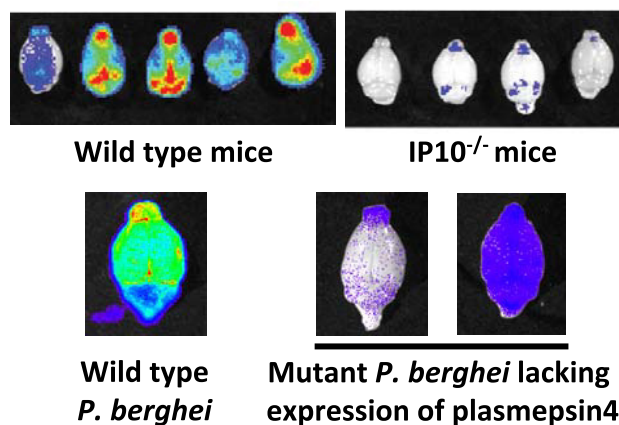 Wild type mice
IP10-/- mice
Wild type
P. berghei
Mutant P. berghei lacking
expression of plasmepsin4